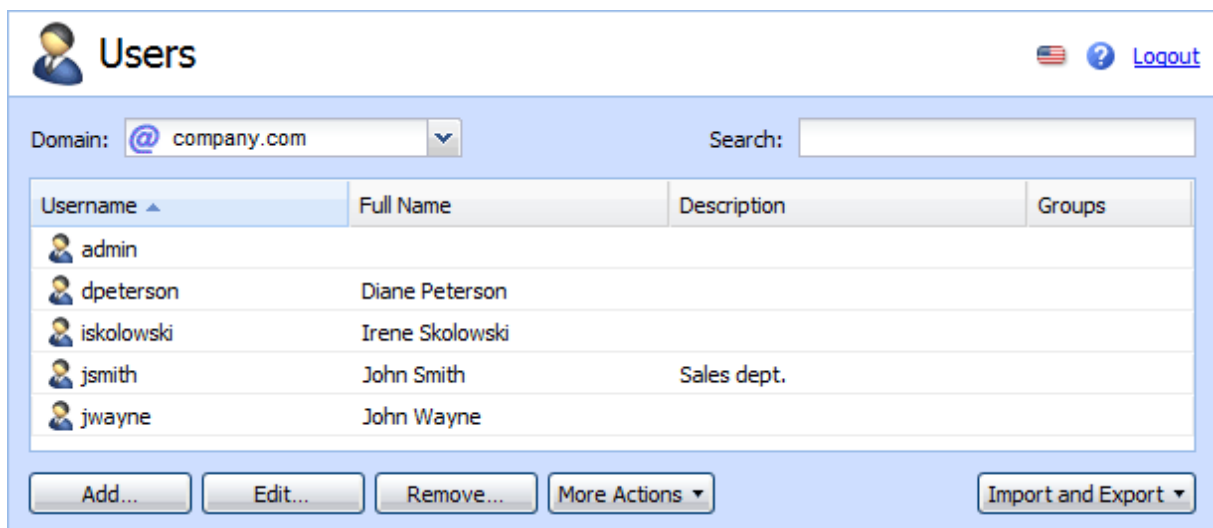 Users
Logout
Domain: @ company.com Search:
Username Full Name Description Groups
admin
dpeterson Diane Peterson
iskolowski Irene Skolowski
jsmith John Smith Sales dept.
jwayne John Wayne
Add... Edit... Remove... More Actions Import and Export